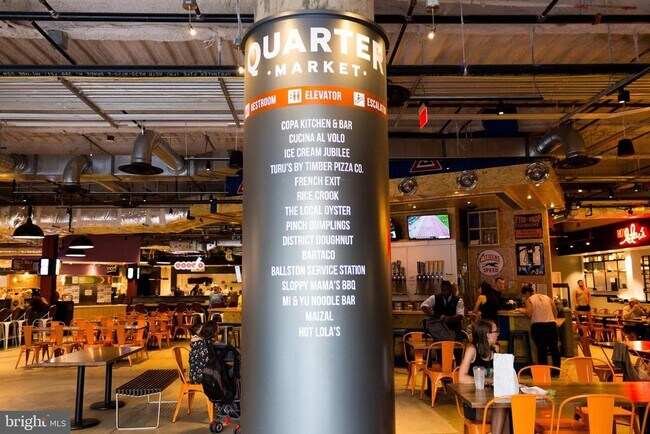 QUARTER
· MARKET ·
RESTROOM
ELEVATOR
ESCAL
COPA KITCHEN & BAR
CUCINA AL VOLO
ICE CREAM JUBILEE
TURU'S BY TIMBER PIZZA CO.
FRENCH EXIT
RICE CROOK
THE LOCAL OYSTER
PINCH DUMPLINGS
DISTRICT DOUGHNUT
BARTACO
BALLSTON SERVICE STATION
SLOPPY MAMA'S BBQ
MI & YU NOODLE BAR
MAIZAL
HOT LOLA'S
SPEED
bright MLS